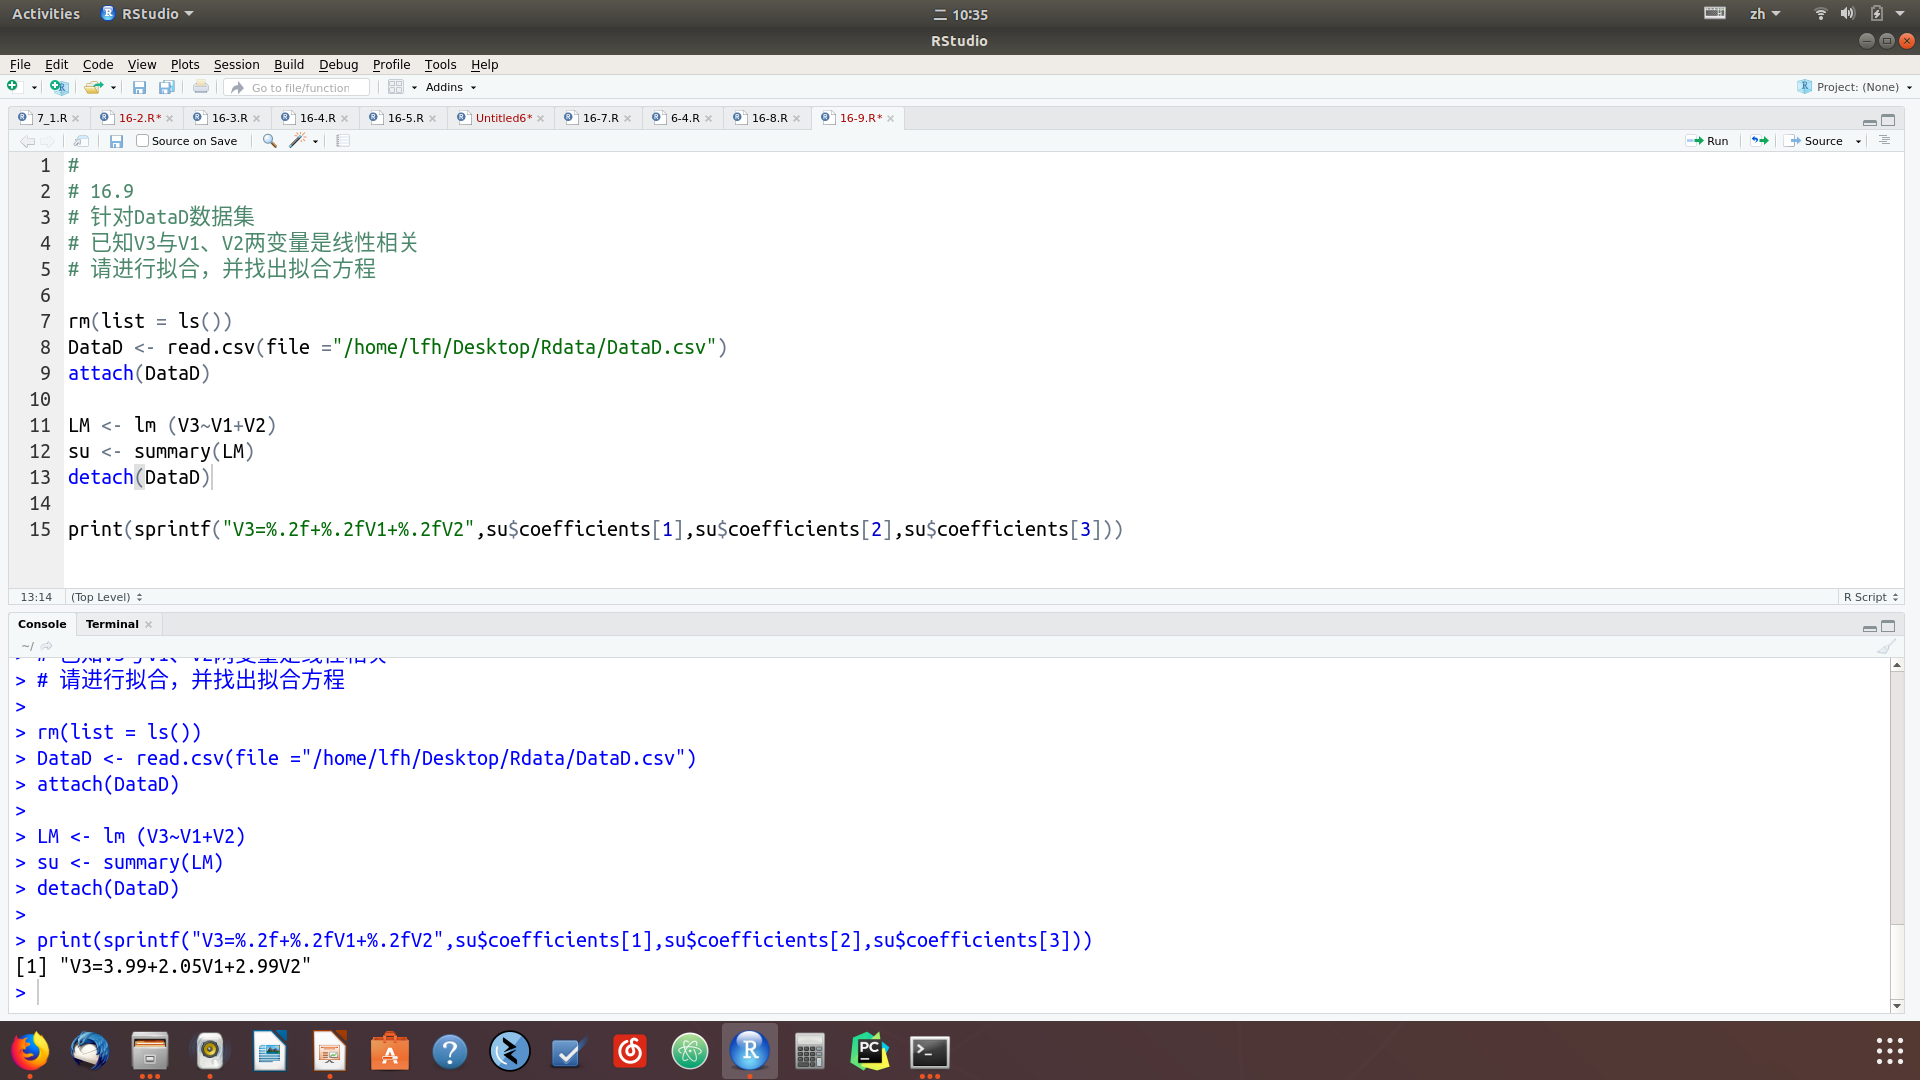 Activities RStudio 二 10:35 zh
RStudio
File Edit Code View Plots Session Build Debug Profile Tools Help
Go to file/function Addins Project: (None)
7_1.R 16-2.R* 16-3.R 16-4.R 16-5.R Untitled6* 16-7.R 6-4.R 16-8.R 16-9.R*
Source on Save Run Source
1 #
2 # 16.9
3 # 针对DataD数据集
4 # 已知V3与V1、V2两变量是线性相关
5 # 请进行拟合，并找出拟合方程
6
7 rm(list = ls())
8 DataD <- read.csv(file ="/home/lfh/Desktop/Rdata/DataD.csv")
9 attach(DataD)
10
11 LM <- lm (V3~V1+V2)
12 su <- summary(LM)
13 detach(DataD)
14
15 print(sprintf("V3=%.2f+%.2fV1+%.2fV2",su$coefficients[1],su$coefficients[2],su$coefficients[3]))
13:14 (Top Level) R Script
Console Terminal
~/
> # 已知V3与V1、V2两变量是线性相关
> # 请进行拟合，并找出拟合方程
>
> rm(list = ls())
> DataD <- read.csv(file ="/home/lfh/Desktop/Rdata/DataD.csv")
> attach(DataD)
>
> LM <- lm (V3~V1+V2)
> su <- summary(LM)
> detach(DataD)
>
> print(sprintf("V3=%.2f+%.2fV1+%.2fV2",su$coefficients[1],su$coefficients[2],su$coefficients[3]))
[1] "V3=3.99+2.05V1+2.99V2"
>